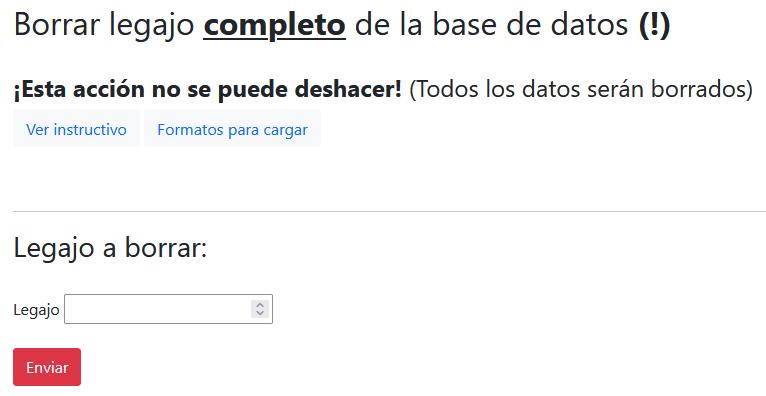 Borrar legajo completo de la base de datos (!)
¡Esta acción no se puede deshacer! (Todos los datos serán borrados)
Ver instructivo Formatos para cargar
Legajo a borrar:
Legajo
Enviar